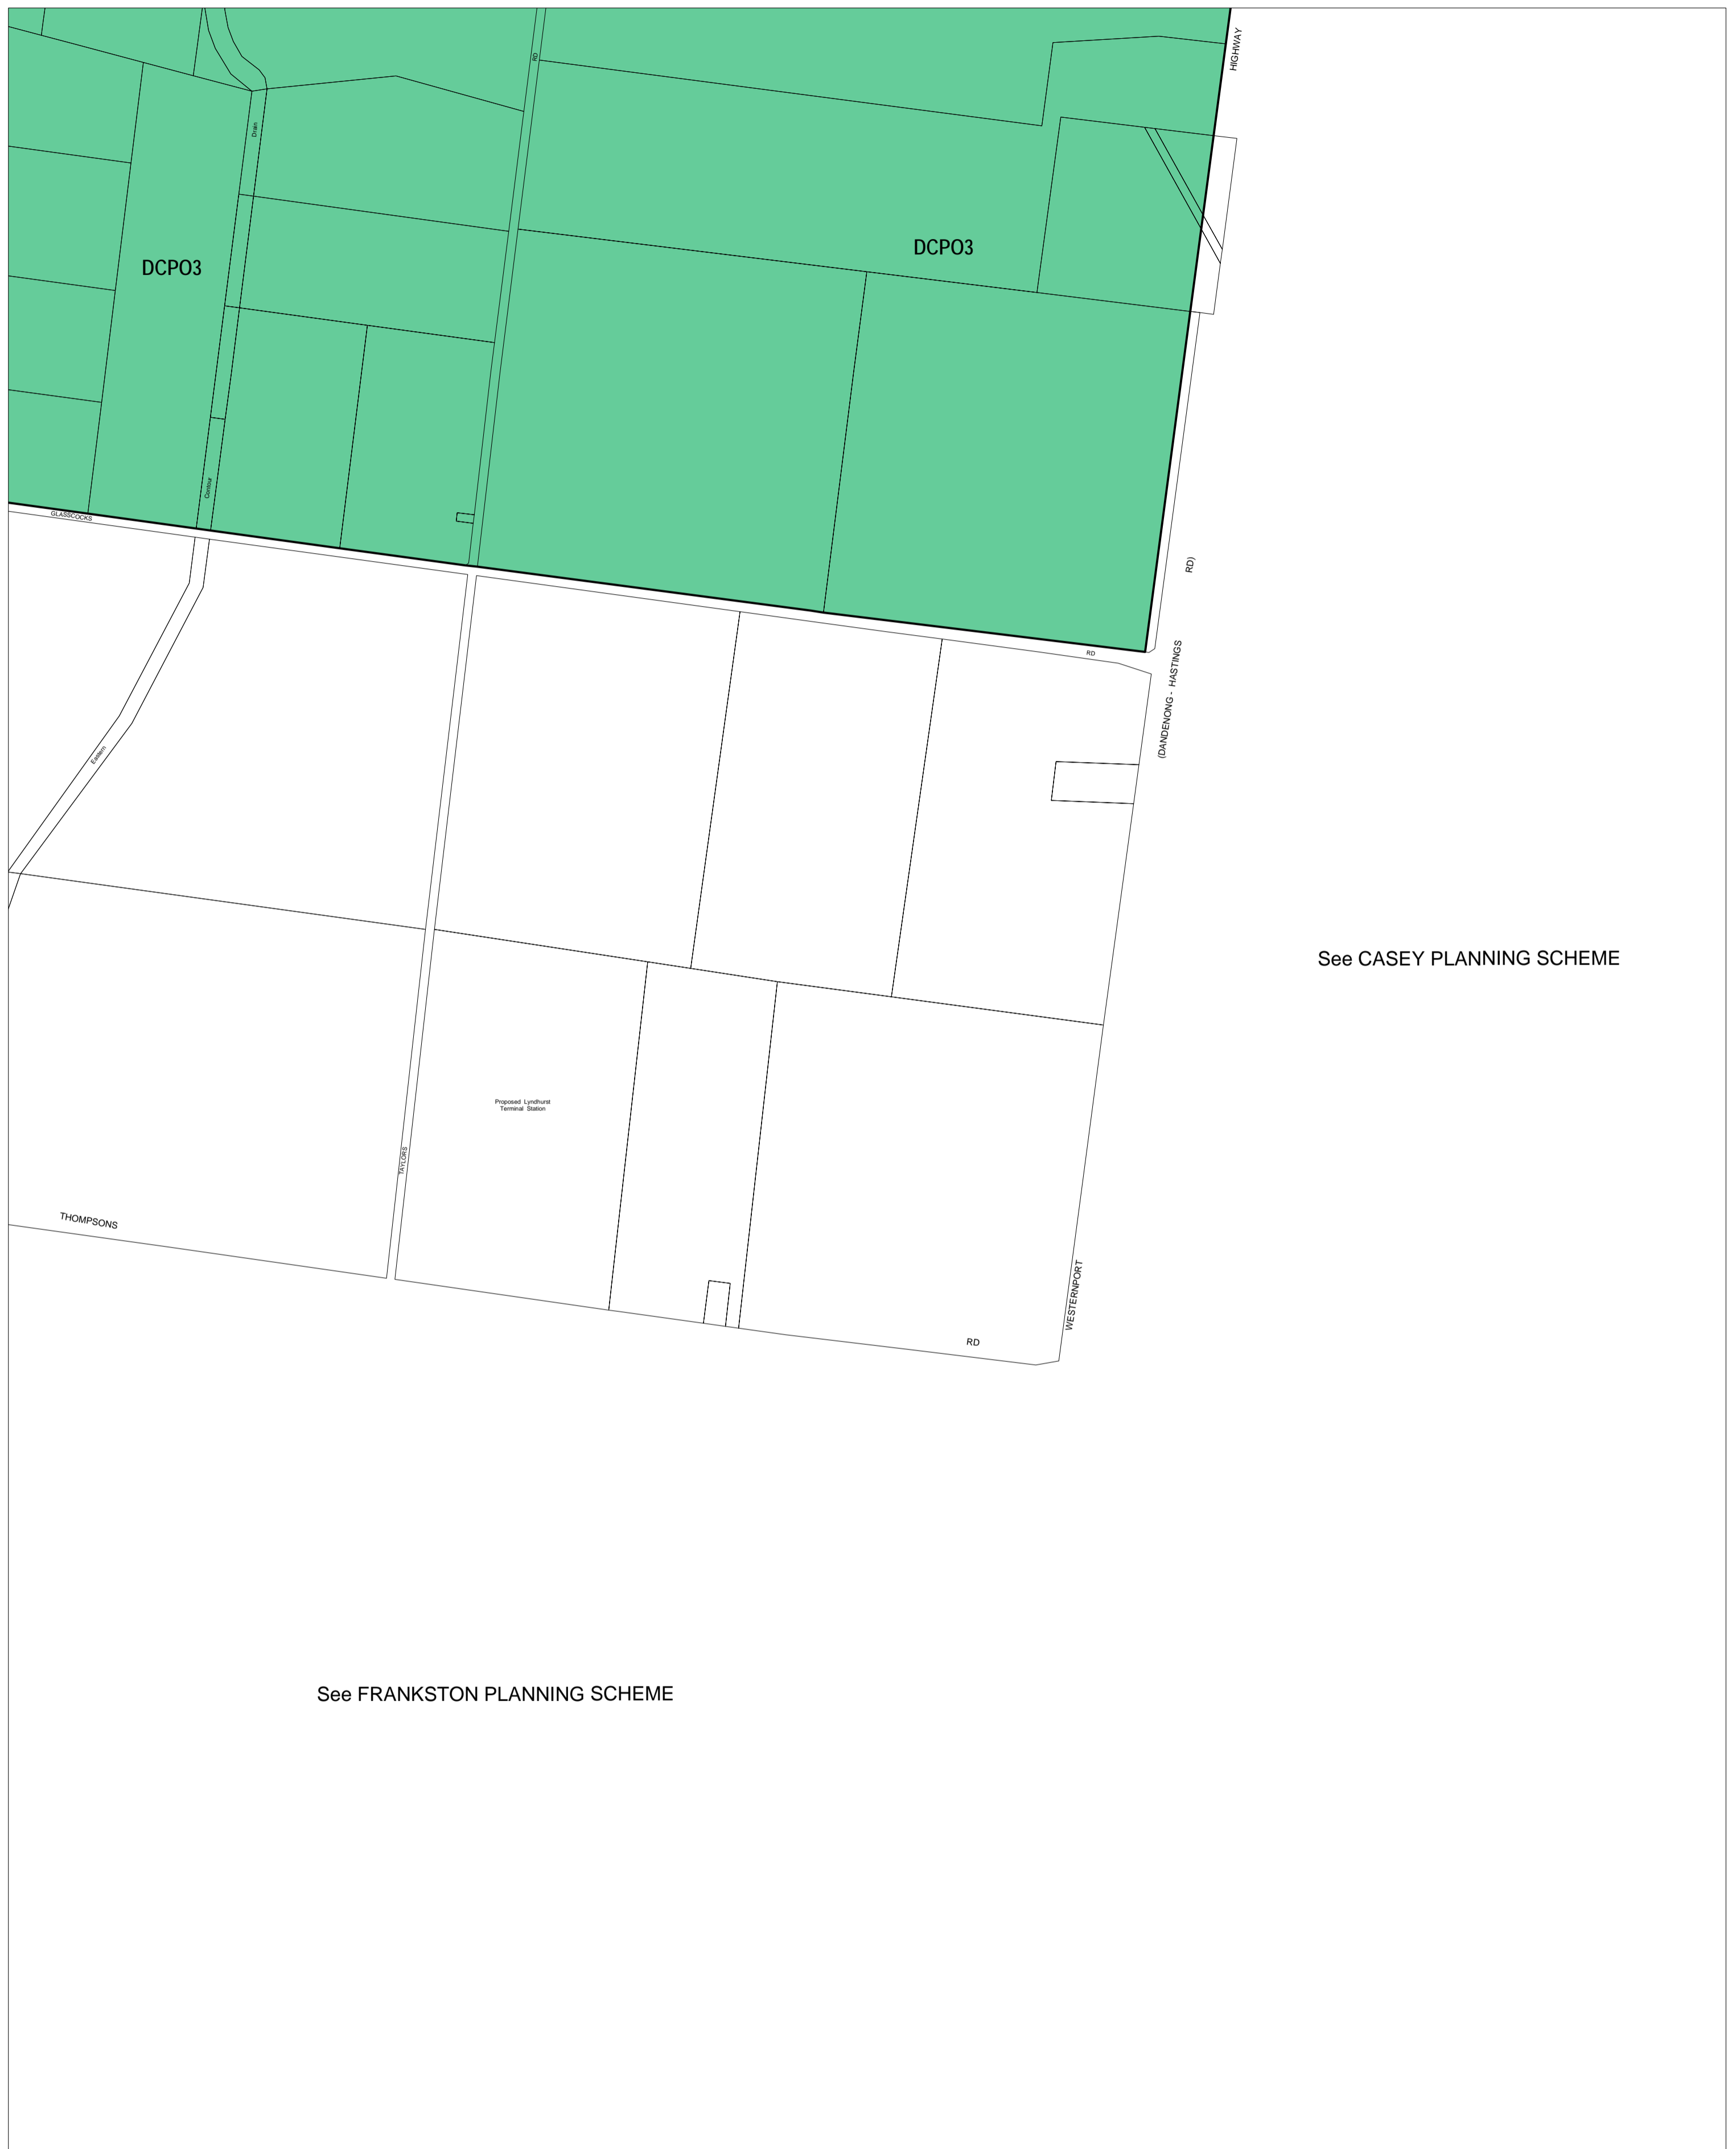 HIGHWAY
RD
Drain
DCPO3
DCPO3
Contour
GLASSCOCKS
RD)
RD
(DANDENONG - HASTINGS
Eastern
See CASEY PLANNING SCHEME
Proposed Lyndhurst
Terminal Station
TAYLORS
THOMPSONS
WESTERNPORT
RD
See FRANKSTON PLANNING SCHEME